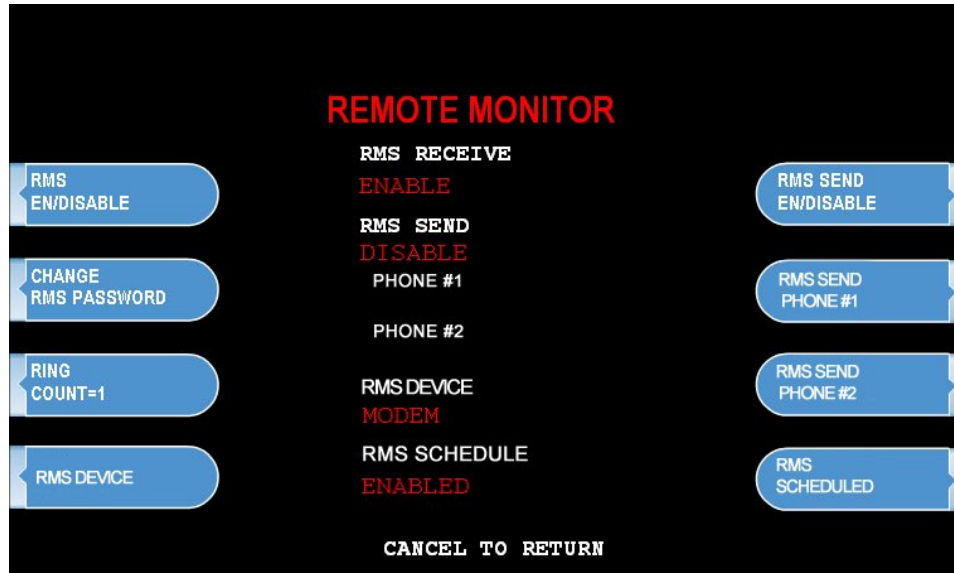 REMOTE MONITOR
RMS RECEIVE
ENABLE
RMS SEND
DISABLE
PHONE #1
PHONE #2
RMS DEVICE
MODEM
RMS SCHEDULE
ENABLED
RMS
EN/DISABLE
CHANGE
RMS PASSWORD
RING
COUNT=1
RMS DEVICE
RMS SEND
EN/DISABLE
RMS SEND
PHONE #1
RMS SEND
PHONE #2
RMS
SCHEDULED
CANCEL TO RETURN